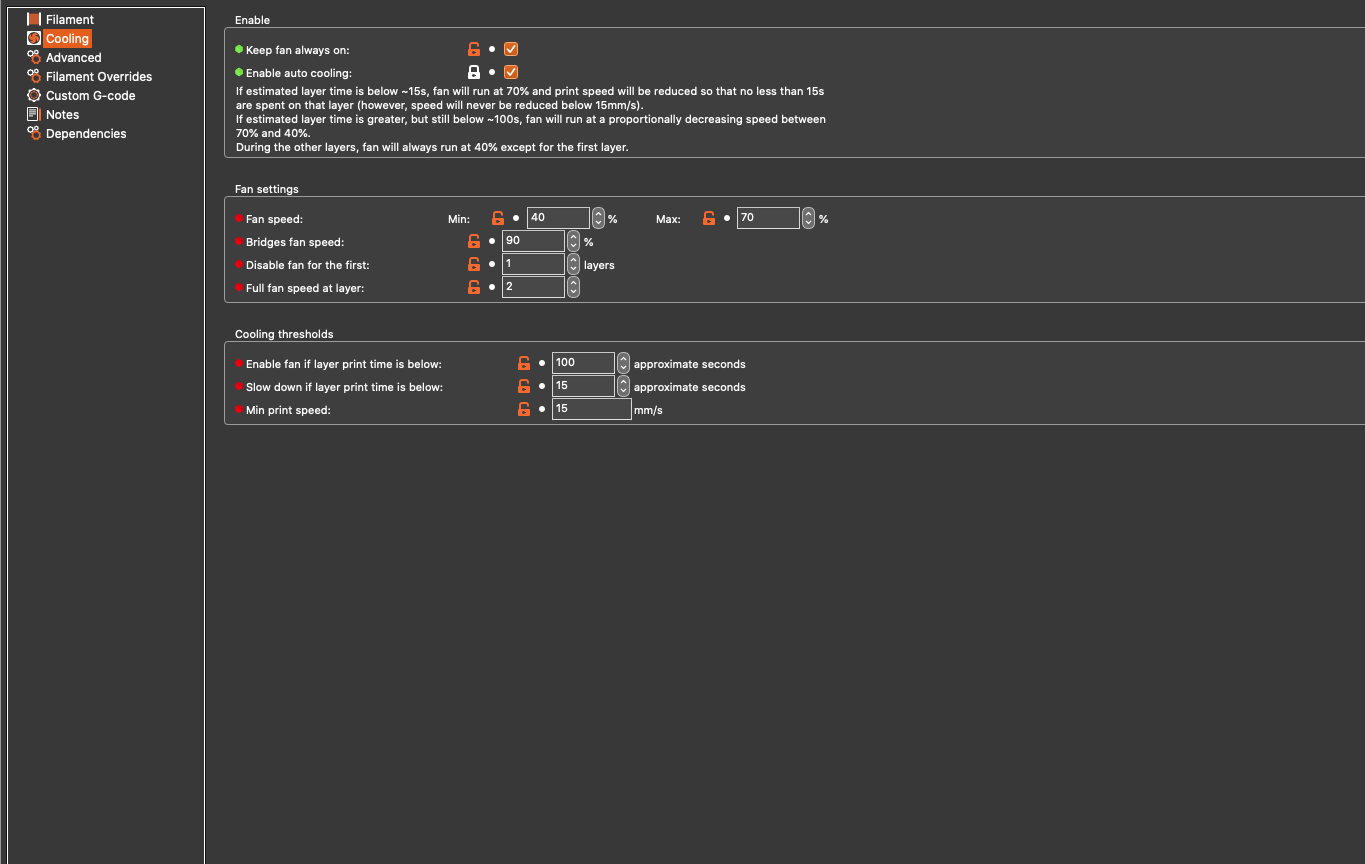 Filament
Cooling
Advanced
Filament Overrides
Custom G-code
Notes
Dependencies
Enable
Keep fan always on:
Enable auto cooling:
If estimated layer time is below ~15s, fan will run at 70% and print speed will be reduced so that no less than 15s
are spent on that layer (however, speed will never be reduced below 15mm/s).
If estimated layer time is greater, but still below ~100s, fan will run at a proportionally decreasing speed between
70% and 40%.
During the other layers, fan will always run at 40% except for the first layer.
Fan settings
Fan speed: Min: 40 % Max: 70 %
Bridges fan speed: 90 %
Disable fan for the first: 1 layers
Full fan speed at layer: 2
Cooling thresholds
Enable fan if layer print time is below: 100 approximate seconds
Slow down if layer print time is below: 15 approximate seconds
Min print speed: 15 mm/s